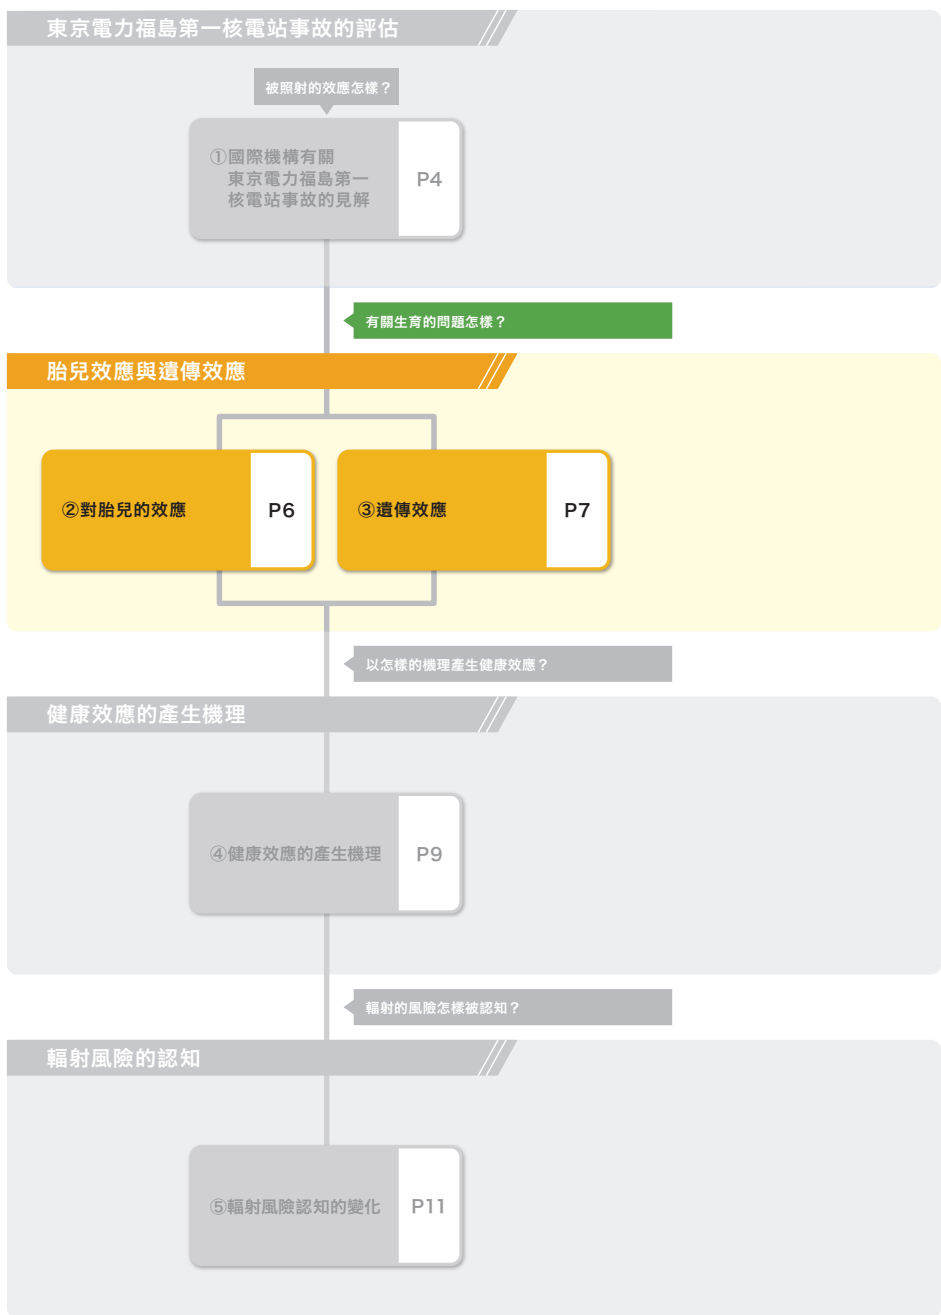 東京電力福島第一核電站事故的評估
被照射的效應怎樣？
①國際機構有關
東京電力福島第一
核電站事故的見解
P4
有關生育的問題怎樣？
胎兒效應與遺傳效應
②對胎兒的效應
P6
③遺傳效應
P7
以怎樣的機理產生健康效應？
健康效應的產生機理
④健康效應的產生機理
P9
輻射的風險怎樣被認知？
輻射風險的認知
⑤輻射風險認知的變化
P11